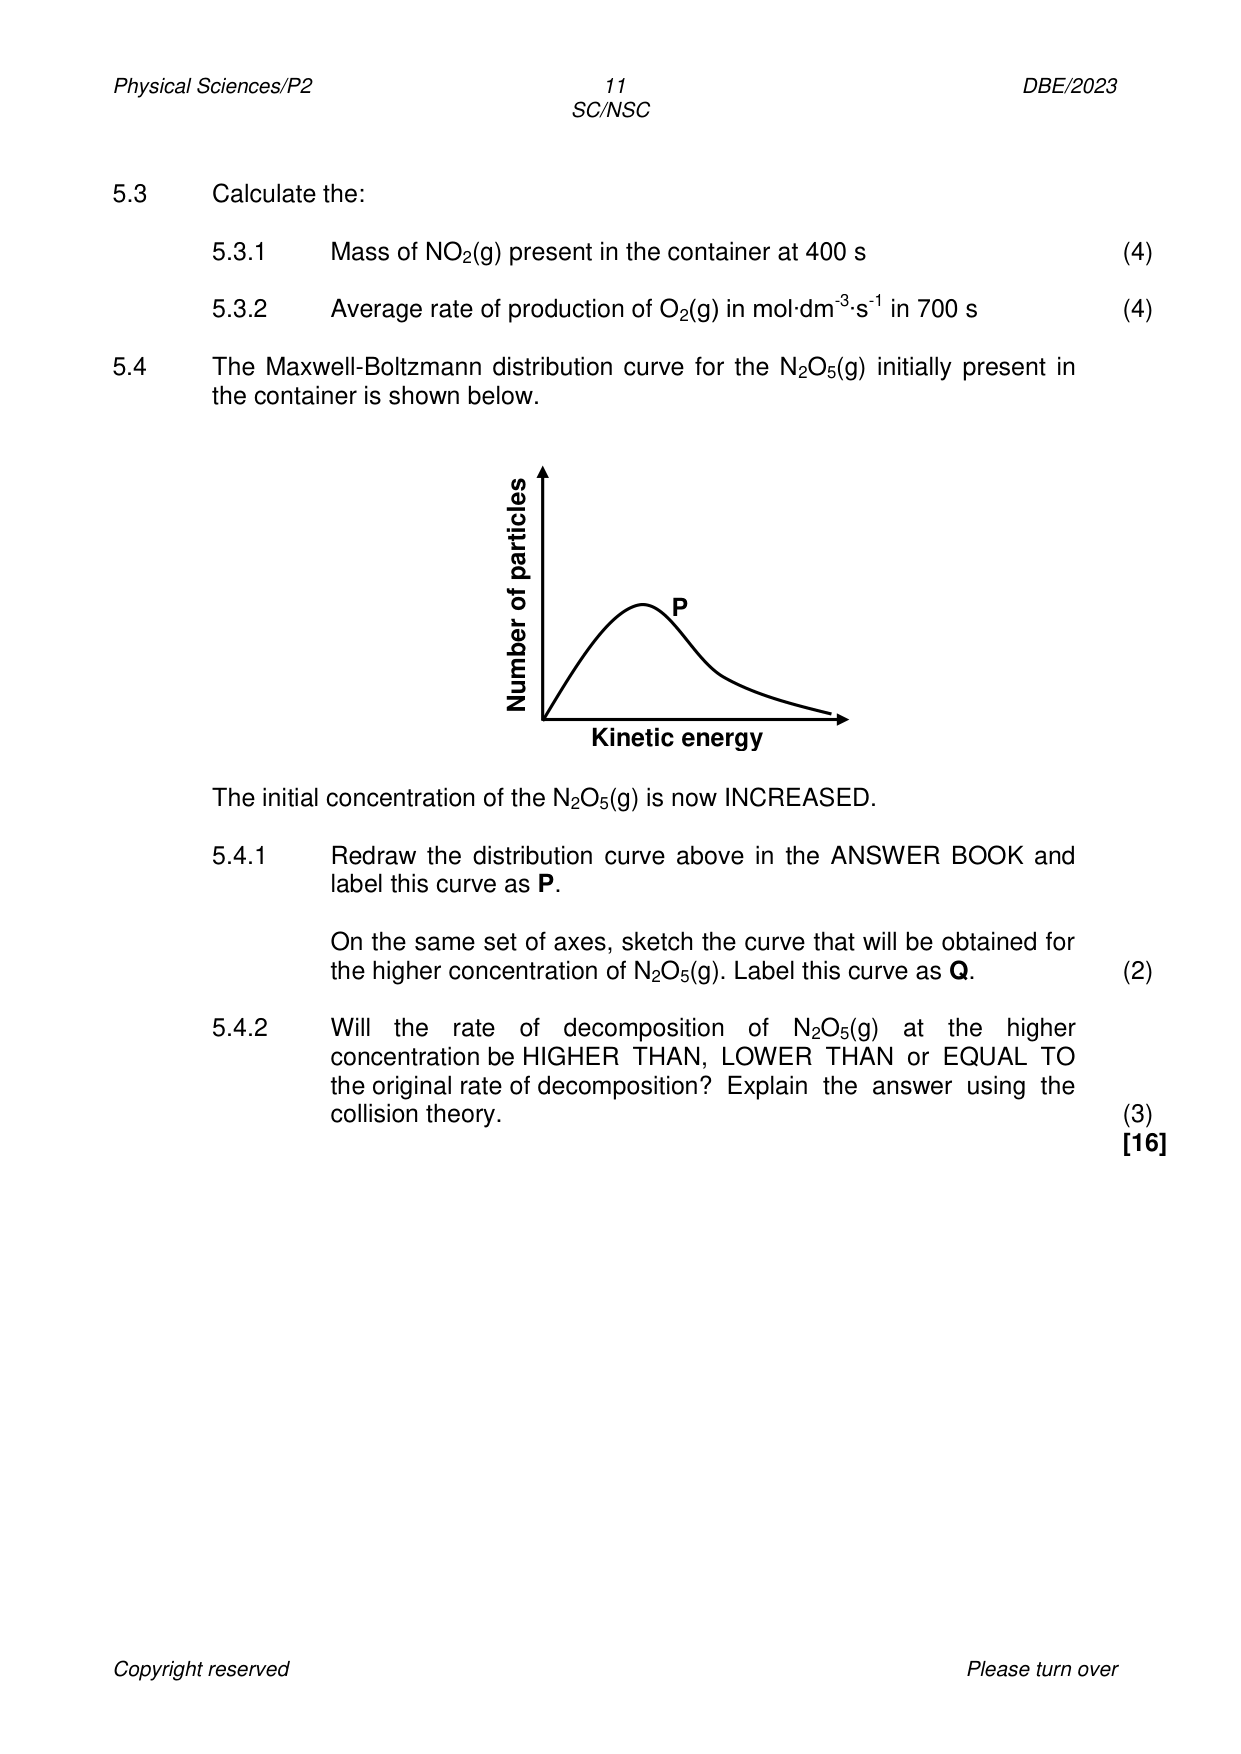 Physical Sciences/P2 11 DBE/2023
SC/NSC
5.3 Calculate the:
5.3.1 Mass of NO₂(g) present in the container at 400 s (4)
5.3.2 Average rate of production of O₂(g) in mol·dm⁻³·s⁻¹ in 700 s (4)
5.4 The Maxwell-Boltzmann distribution curve for the N₂O₅(g) initially present in
the container is shown below.
Number of particles
P
Kinetic energy
The initial concentration of the N₂O₅(g) is now INCREASED.
5.4.1 Redraw the distribution curve above in the ANSWER BOOK and
label this curve as P.
On the same set of axes, sketch the curve that will be obtained for
the higher concentration of N₂O₅(g). Label this curve as Q. (2)
5.4.2 Will the rate of decomposition of N₂O₅(g) at the higher
concentration be HIGHER THAN, LOWER THAN or EQUAL TO
the original rate of decomposition? Explain the answer using the
collision theory. (3)
[16]
Copyright reserved Please turn over